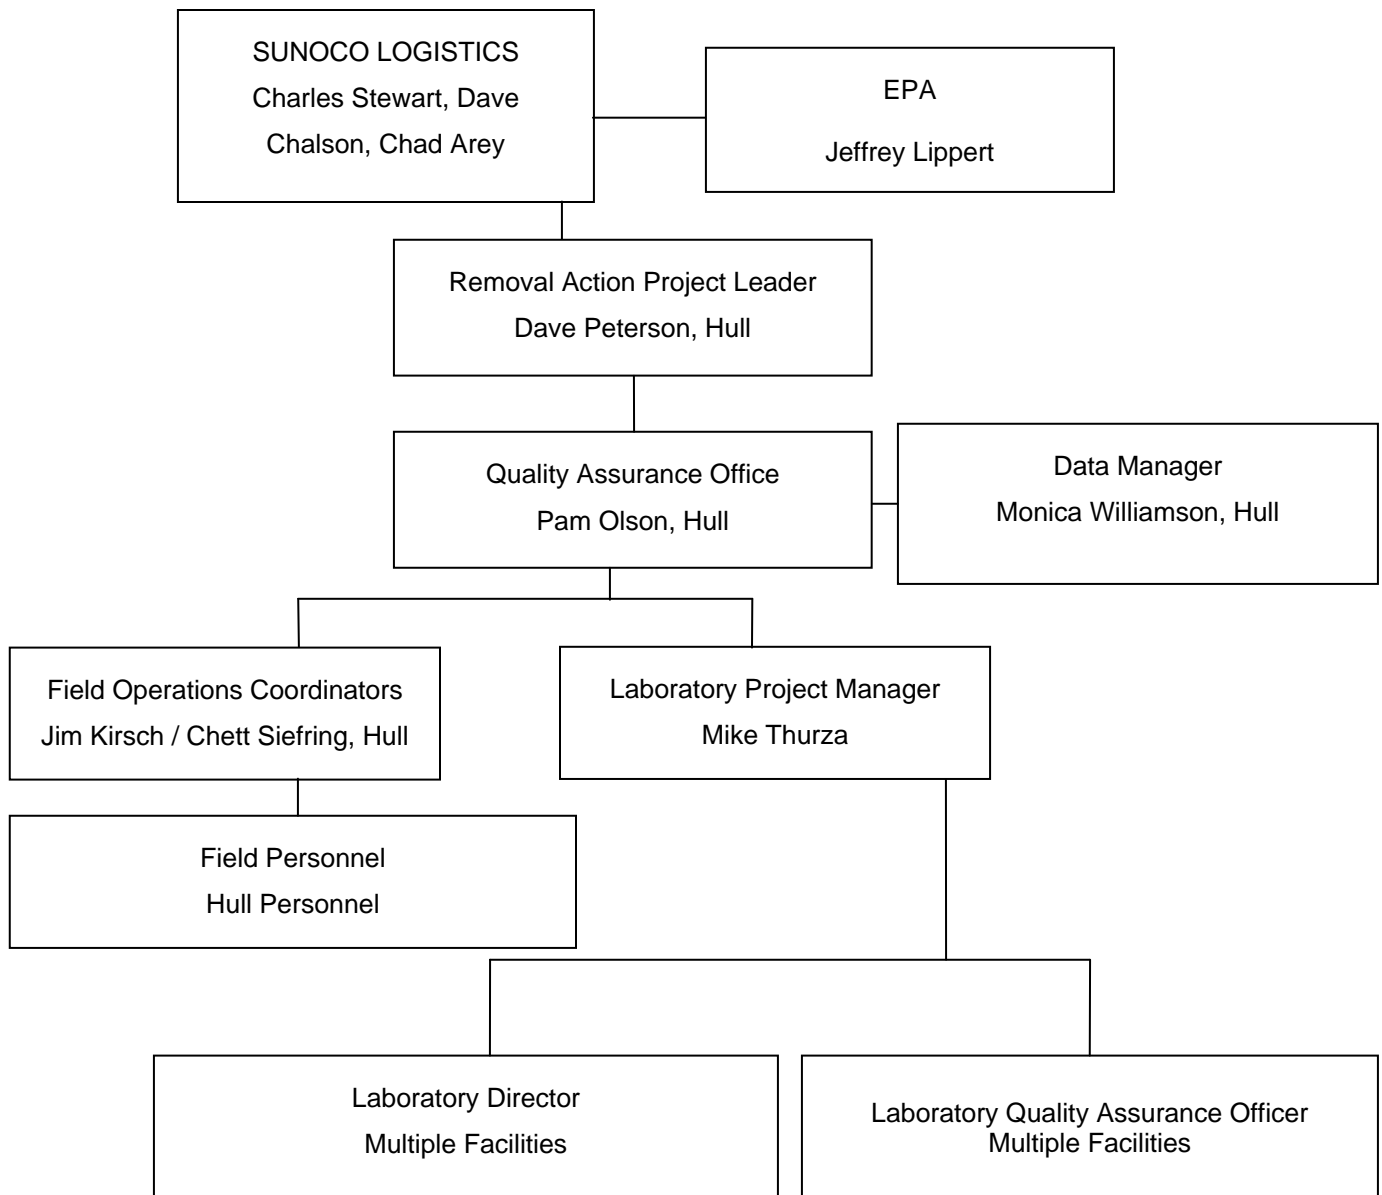 SUNOCO LOGISTICS
Charles Stewart, Dave
Chalson, Chad Arey
EPA
Jeffrey Lippert
Removal Action Project Leader
Dave Peterson, Hull
Quality Assurance Office
Pam Olson, Hull
Data Manager
Monica Williamson, Hull
Field Operations Coordinators
Jim Kirsch / Chett Siefring, Hull
Laboratory Project Manager
Mike Thurza
Field Personnel
Hull Personnel
Laboratory Director
Multiple Facilities
Laboratory Quality Assurance Officer
Multiple Facilities